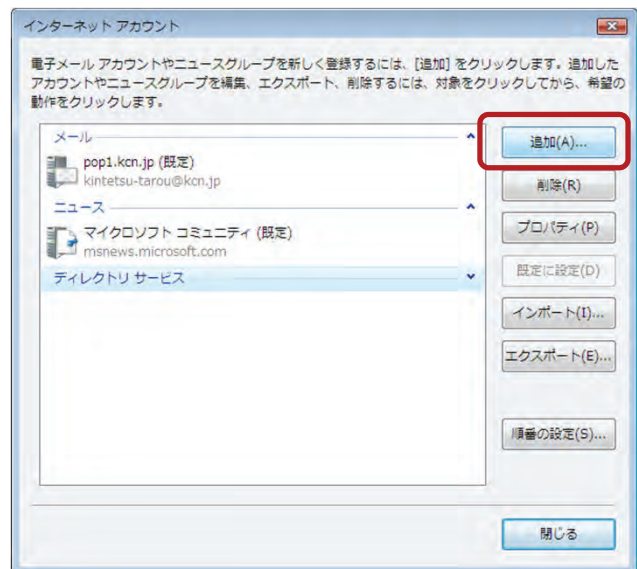 インターネット アカウント
電子メール アカウントやニュースグループを新しく登録するには、[追加] をクリックします。追加した
アカウントやニュースグループを編集、エクスポート、削除するには、対象をクリックしてから、希望の
動作をクリックします。
メール
pop1.kcn.jp (既定)
kintetsu-tarou@kcn.jp
ニュース
マイクロソフト コミュニティ (既定)
msnews.microsoft.com
ディレクトリ サービス
追加(A)...
削除(R)
プロパティ(P)
既定に設定(D)
インポート(I)...
エクスポート(E)...
順番の設定(S)...
閉じる